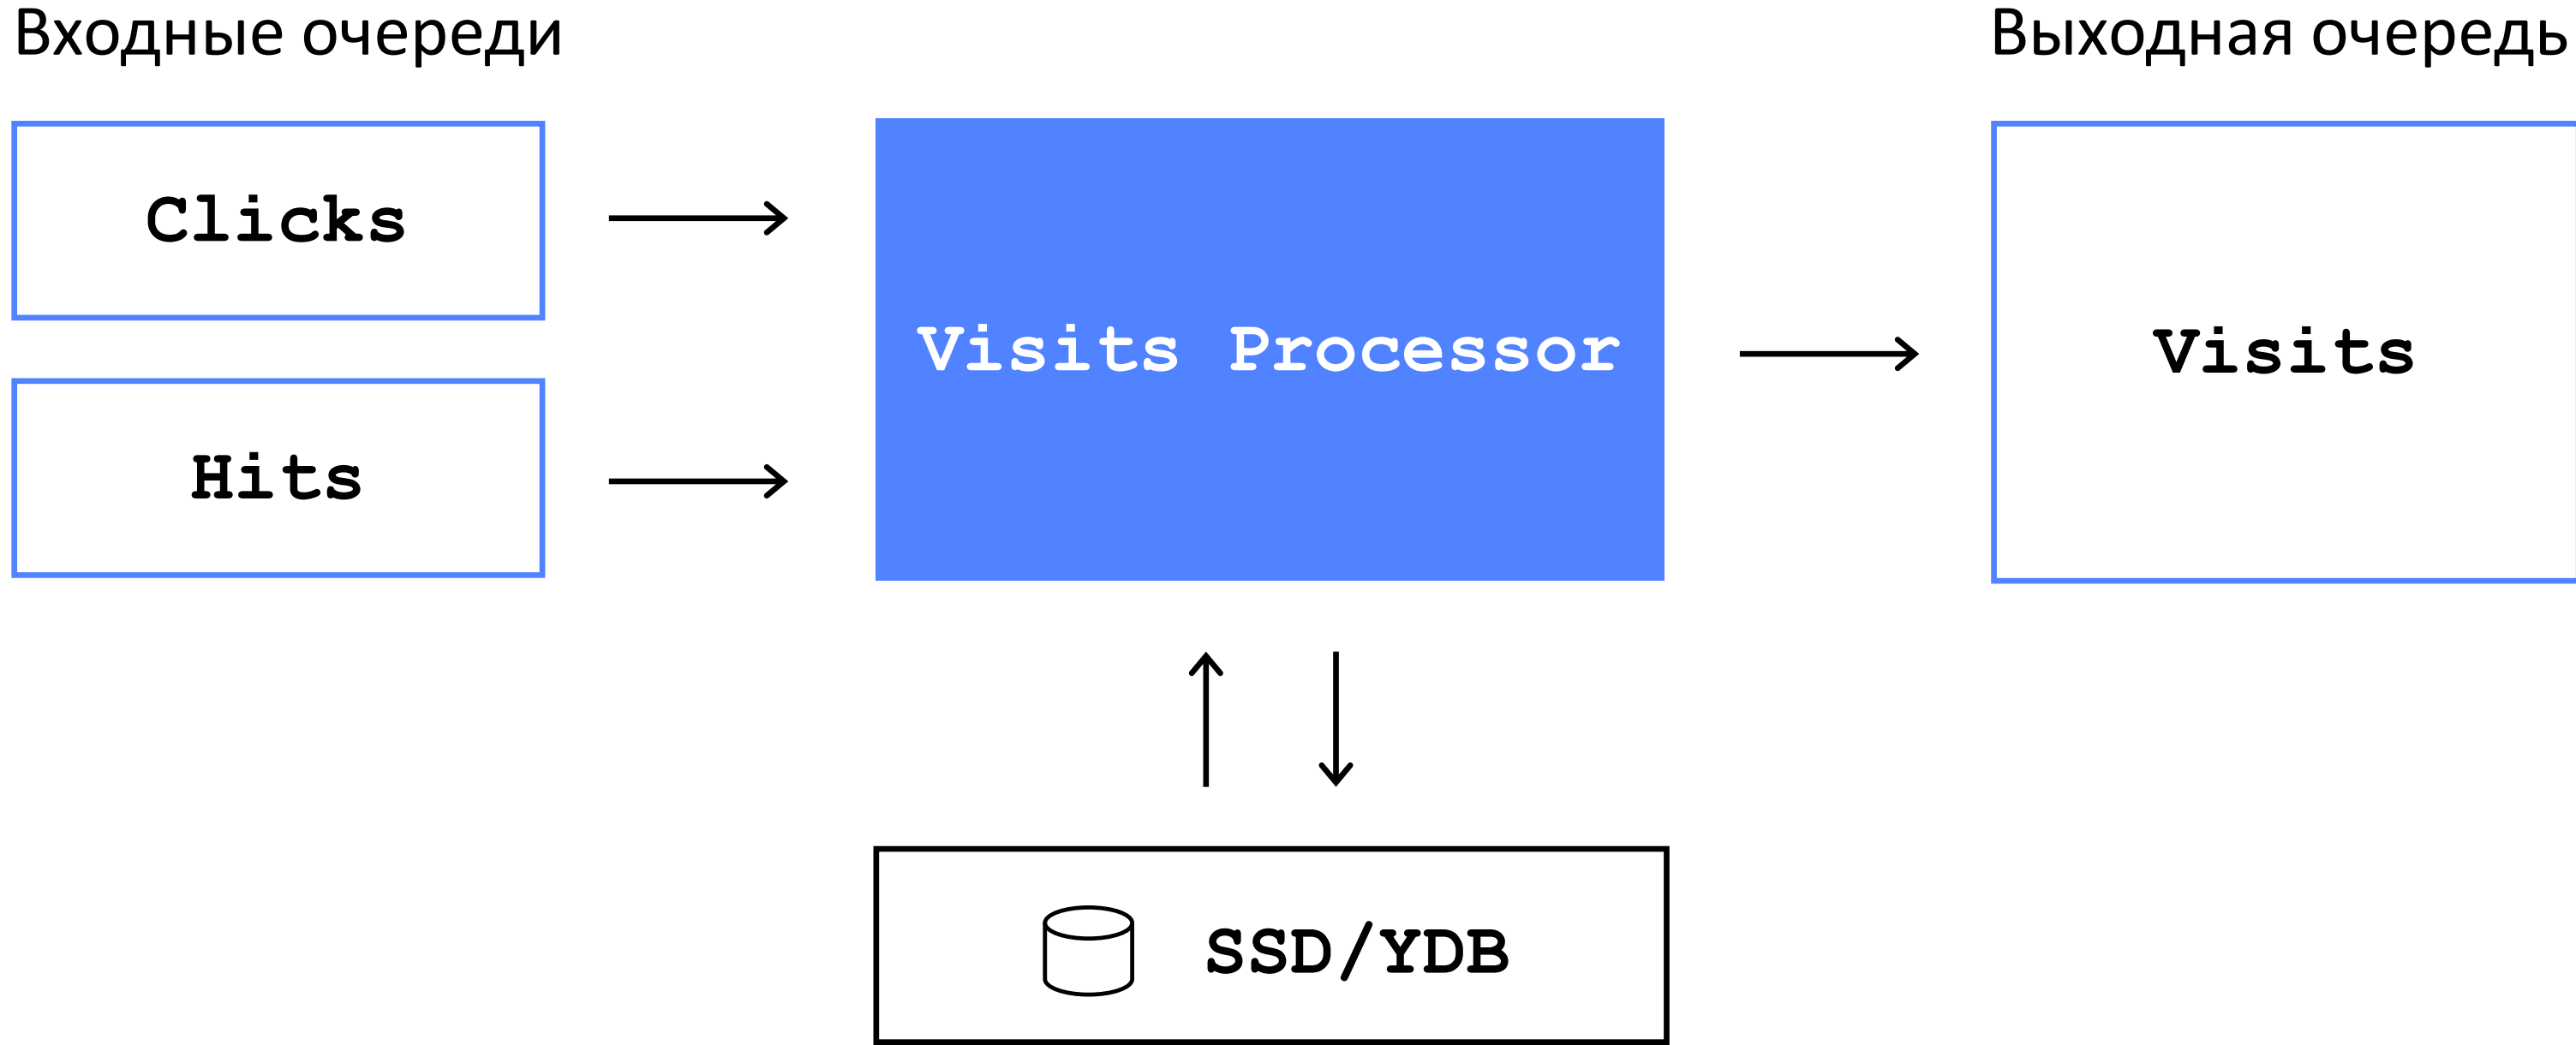 Входные очереди
Выходная очередь
Clicks
Hits
Visits Processor
Visits
SSD/YDB